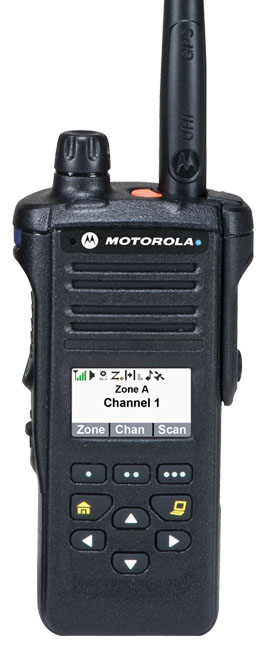 UHF GPS
MOTOROLA
Zone A
Channel 1
Zone Chan Scan